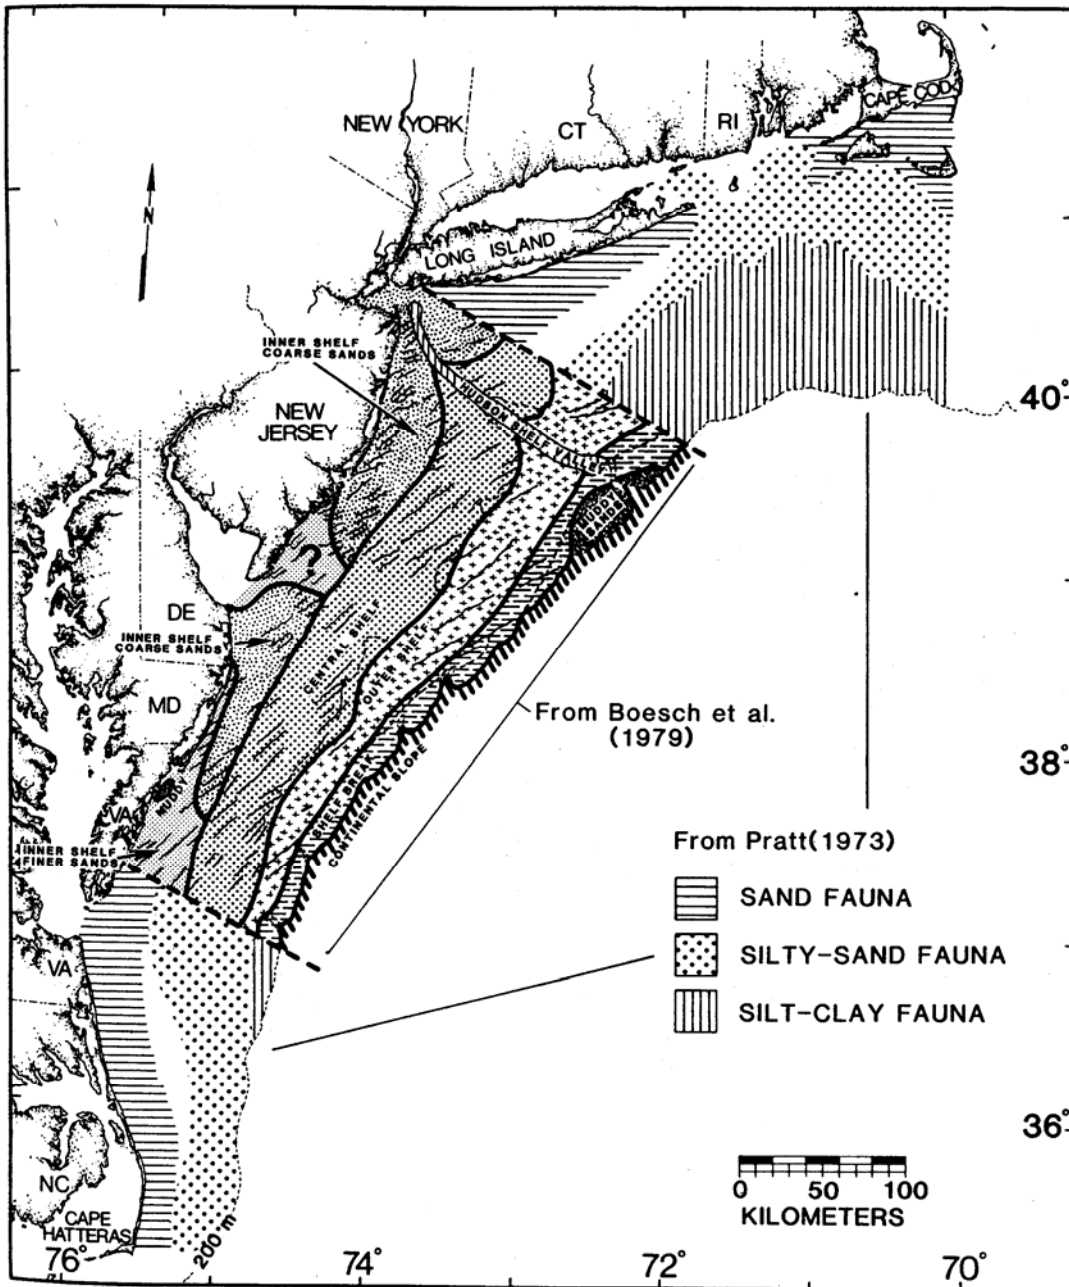 CAPE COD
NEW YORK
CT
RI
N
LONG ISLAND
INNER SHELF
COARSE SANDS
NEW
JERSEY
HUDSON SHELF VALLEY
40°
MUDDY
SANDS
?
DE
INNER SHELF
COARSE SANDS
CENTRAL SHELF
OUTER SHELF
MD
From Boesch et al.
(1979)
38°
MUDDY
VA
SHELF BREAK
CONTINENTAL SLOPE
INNER SHELF
FINER SANDS
From Pratt(1973)
SAND FAUNA
SILTY-SAND FAUNA
SILT-CLAY FAUNA
VA
36°
NC
CAPE
HATTERAS
200 m
0 50 100
KILOMETERS
76° 74° 72° 70°